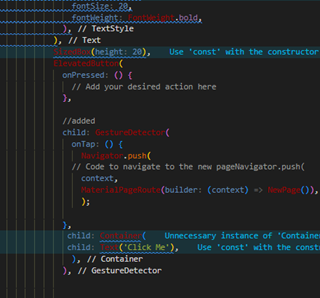 fontSize: 20,
fontWeight: FontWeight.bold,
), // TextStyle
), // Text
SizedBox(height: 20),    Use 'const' with the constructor
ElevatedButton(
onPressed: () {
// Add your desired action here
},
//added
child: GestureDetector(
onTap: () {
Navigator.push(
// Code to navigate to the new pageNavigator.push(
context,
MaterialPageRoute(builder: (context) => NewPage()),
);
},
child: Container(    Unnecessary instance of 'Container
child: Text('Click Me'),    Use 'const' with the const
), // Container
), // GestureDetector